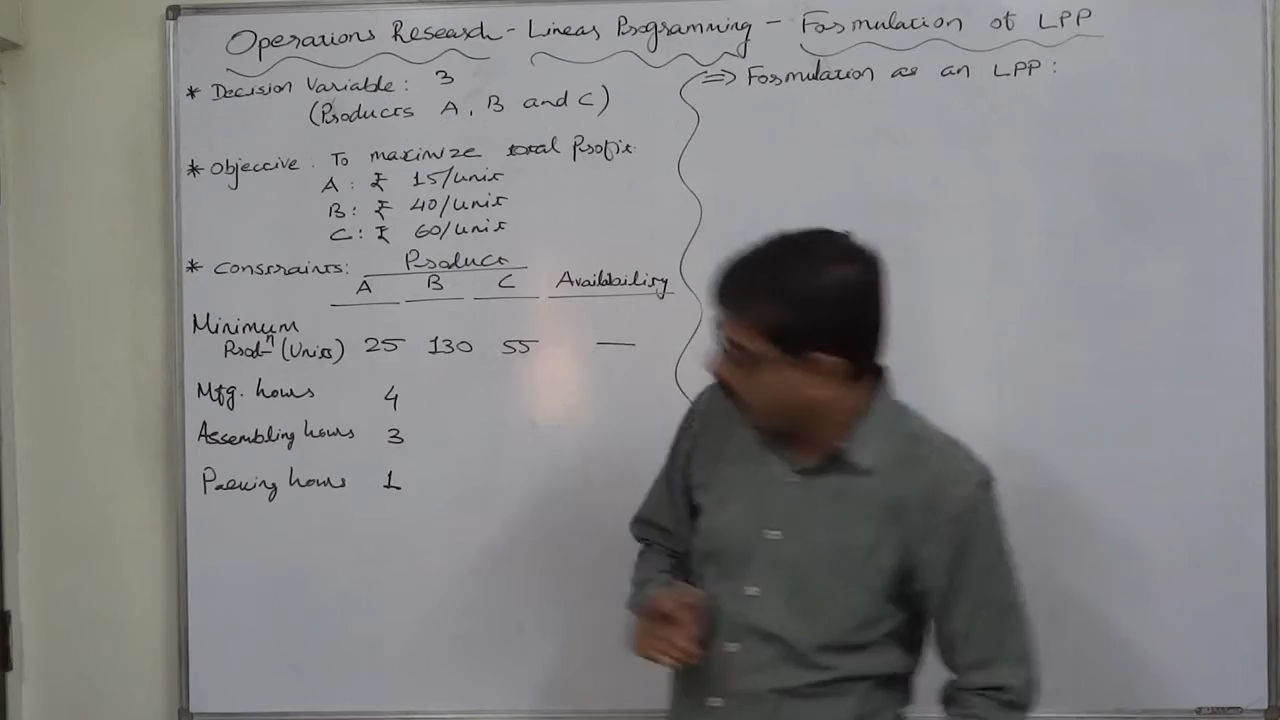 Operations Research - Linear Programming - Formulation of LPP
* Decision Variable : 3
(Products A, B and C)
* Objective : To maximize total Profit.
A : ₹ 15/unit
B : ₹ 40/unit
C : ₹ 60/unit
* Constraints: Product
A B C Availability
Minimum
Prodⁿ (Units) 25 130 55 —
Mfg. hours 4
Assembling hours 3
Packing hours 1
⇒ Formulation as an LPP :